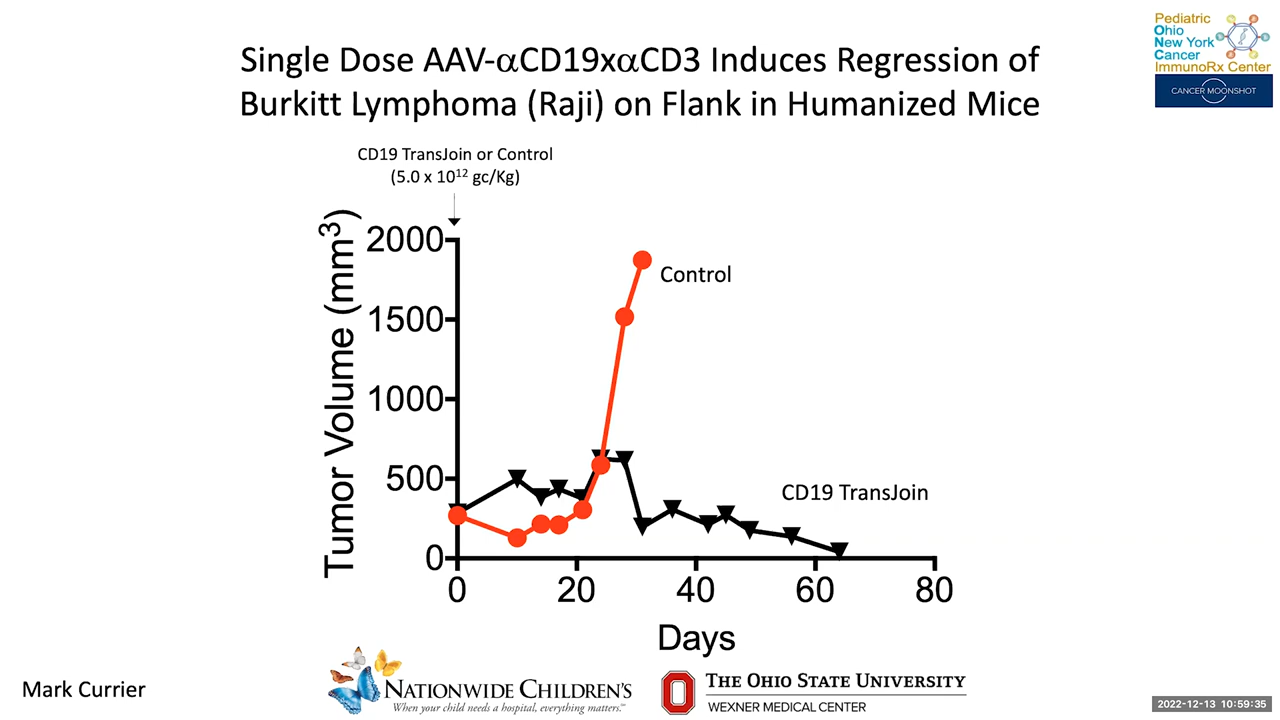 Single Dose AAV-αCD19xαCD3 Induces Regression of
Burkitt Lymphoma (Raji) on Flank in Humanized Mice
Pediatric
Ohio
New York
Cancer
ImmunoRx Center
CANCER MOONSHOT
CD19 TransJoin or Control
(5.0 x 10¹² gc/Kg)
Tumor Volume (mm³)
2000
1500
1000
500
0
Control
CD19 TransJoin
0 20 40 60 80
Days
Mark Currier
NATIONWIDE CHILDREN'S
When your child needs a hospital, everything matters.℠
THE OHIO STATE UNIVERSITY
WEXNER MEDICAL CENTER
2022-12-13 10:59:35